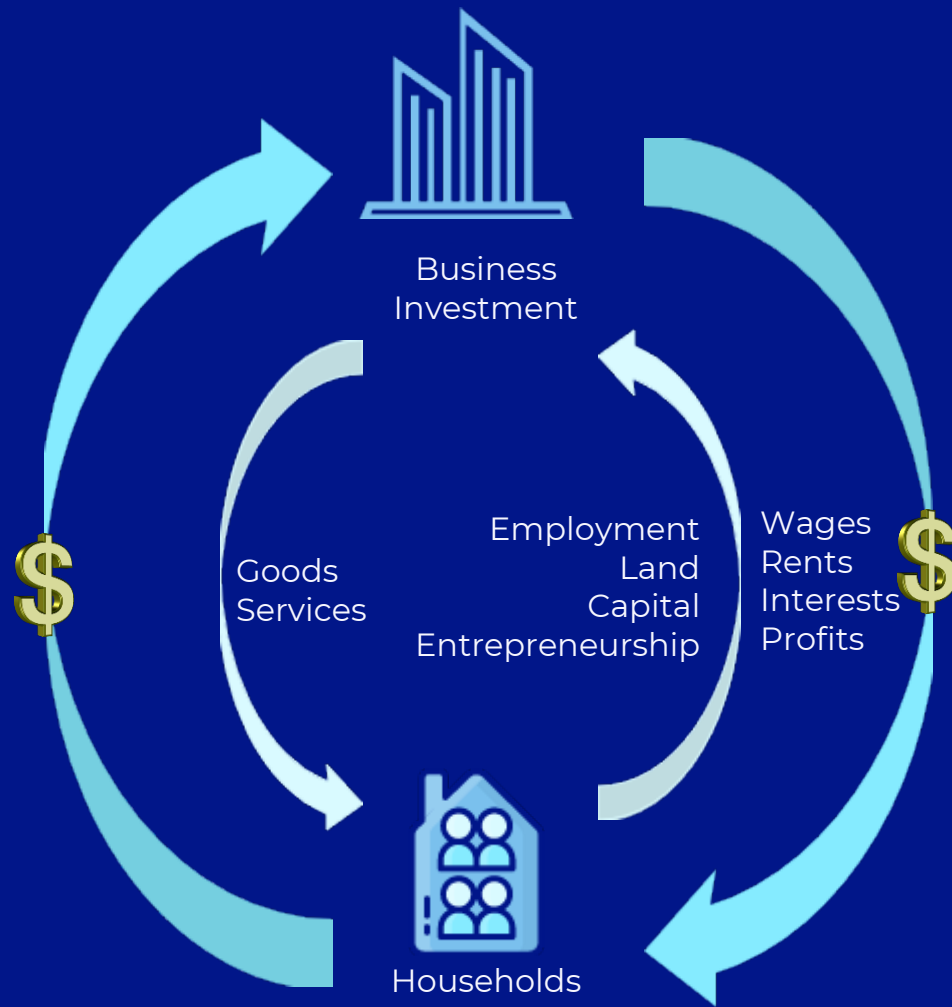 Business
Investment
Goods
Services
Employment
Land
Capital
Entrepreneurship
Wages
Rents
Interests
Profits
$
$
Households